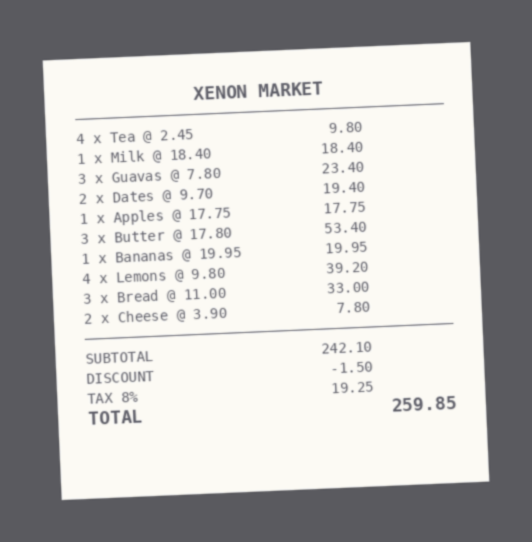 XENON MARKET
4 x Tea @ 2.45 9.80
1 x Milk @ 18.40 18.40
3 x Guavas @ 7.80 23.40
2 x Dates @ 9.70 19.40
1 x Apples @ 17.75 17.75
3 x Butter @ 17.80 53.40
1 x Bananas @ 19.95 19.95
4 x Lemons @ 9.80 39.20
3 x Bread @ 11.00 33.00
2 x Cheese @ 3.90 7.80
SUBTOTAL 242.10
DISCOUNT -1.50
TAX 8% 19.25
TOTAL 259.85